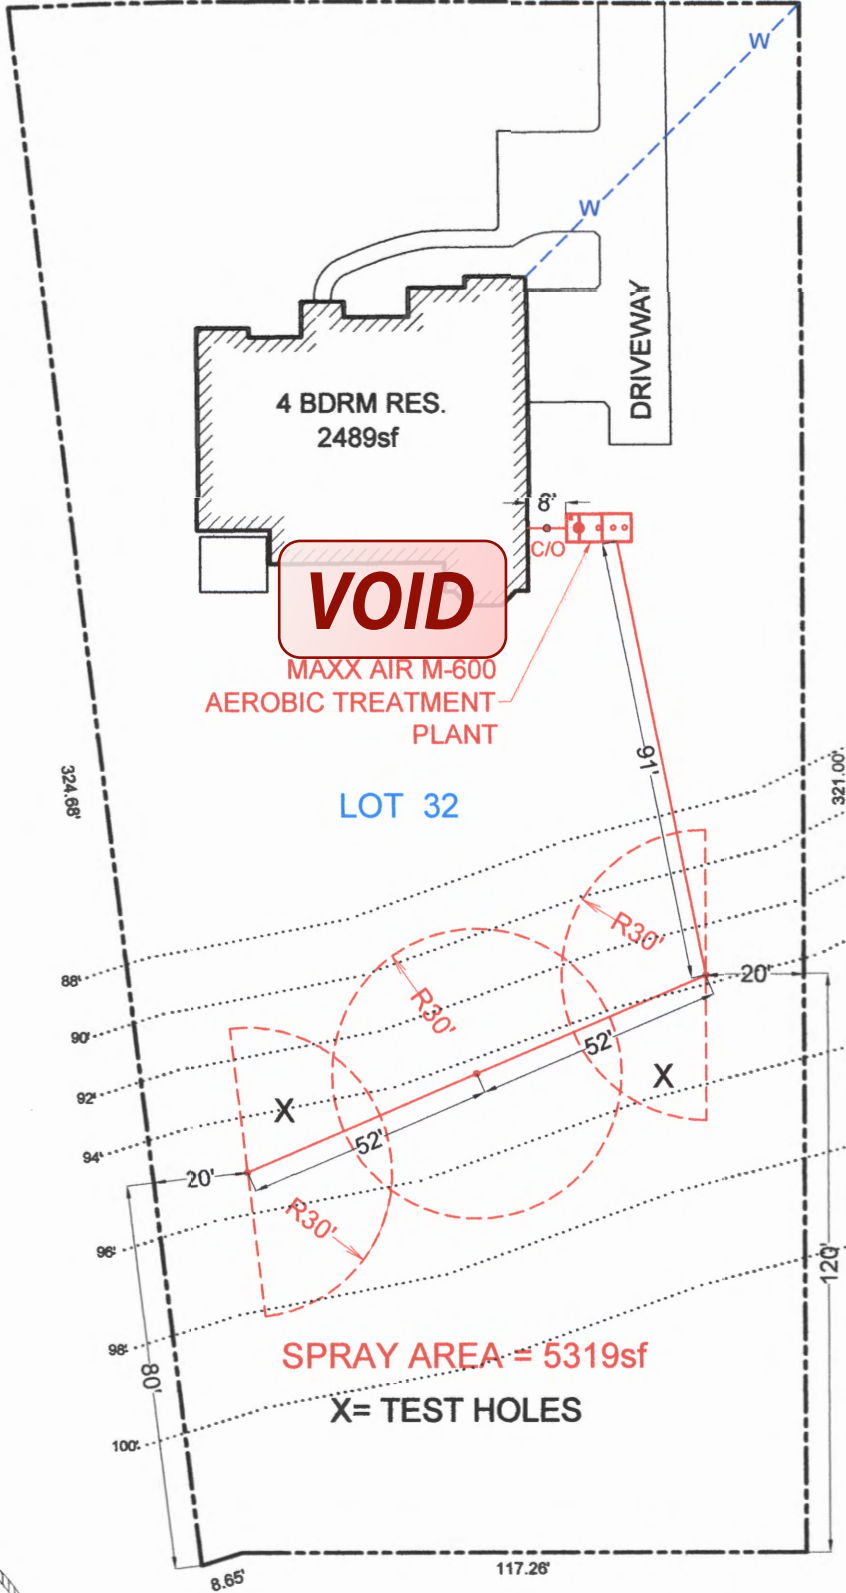 W
W
DRIVEWAY
4 BDRM RES.
2489sf
8'
C/O
VOID
MAXX AIR M-600
AEROBIC TREATMENT
PLANT
91'
324.68'
321.00'
LOT 32
R30'
88'
20'
R30'
90'
52'
X
92'
X
52'
94'
20'
R30'
96'
120'
98'
SPRAY AREA = 5319sf
80'
X= TEST HOLES
100'
8.65'
117.26'